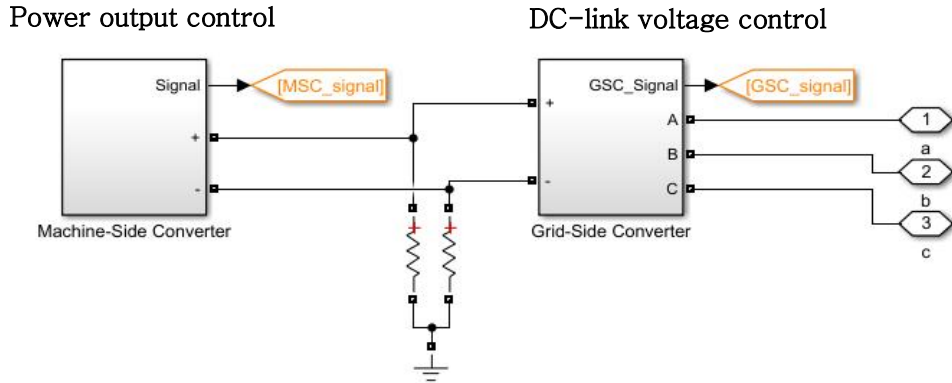 Power output control
DC-link voltage control
Signal
[MSC_signal]
+
-
Machine-Side Converter
+
-
GSC_Signal
[GSC_signal]
A
B
C
Grid-Side Converter
1
a
2
b
3
c
+
+